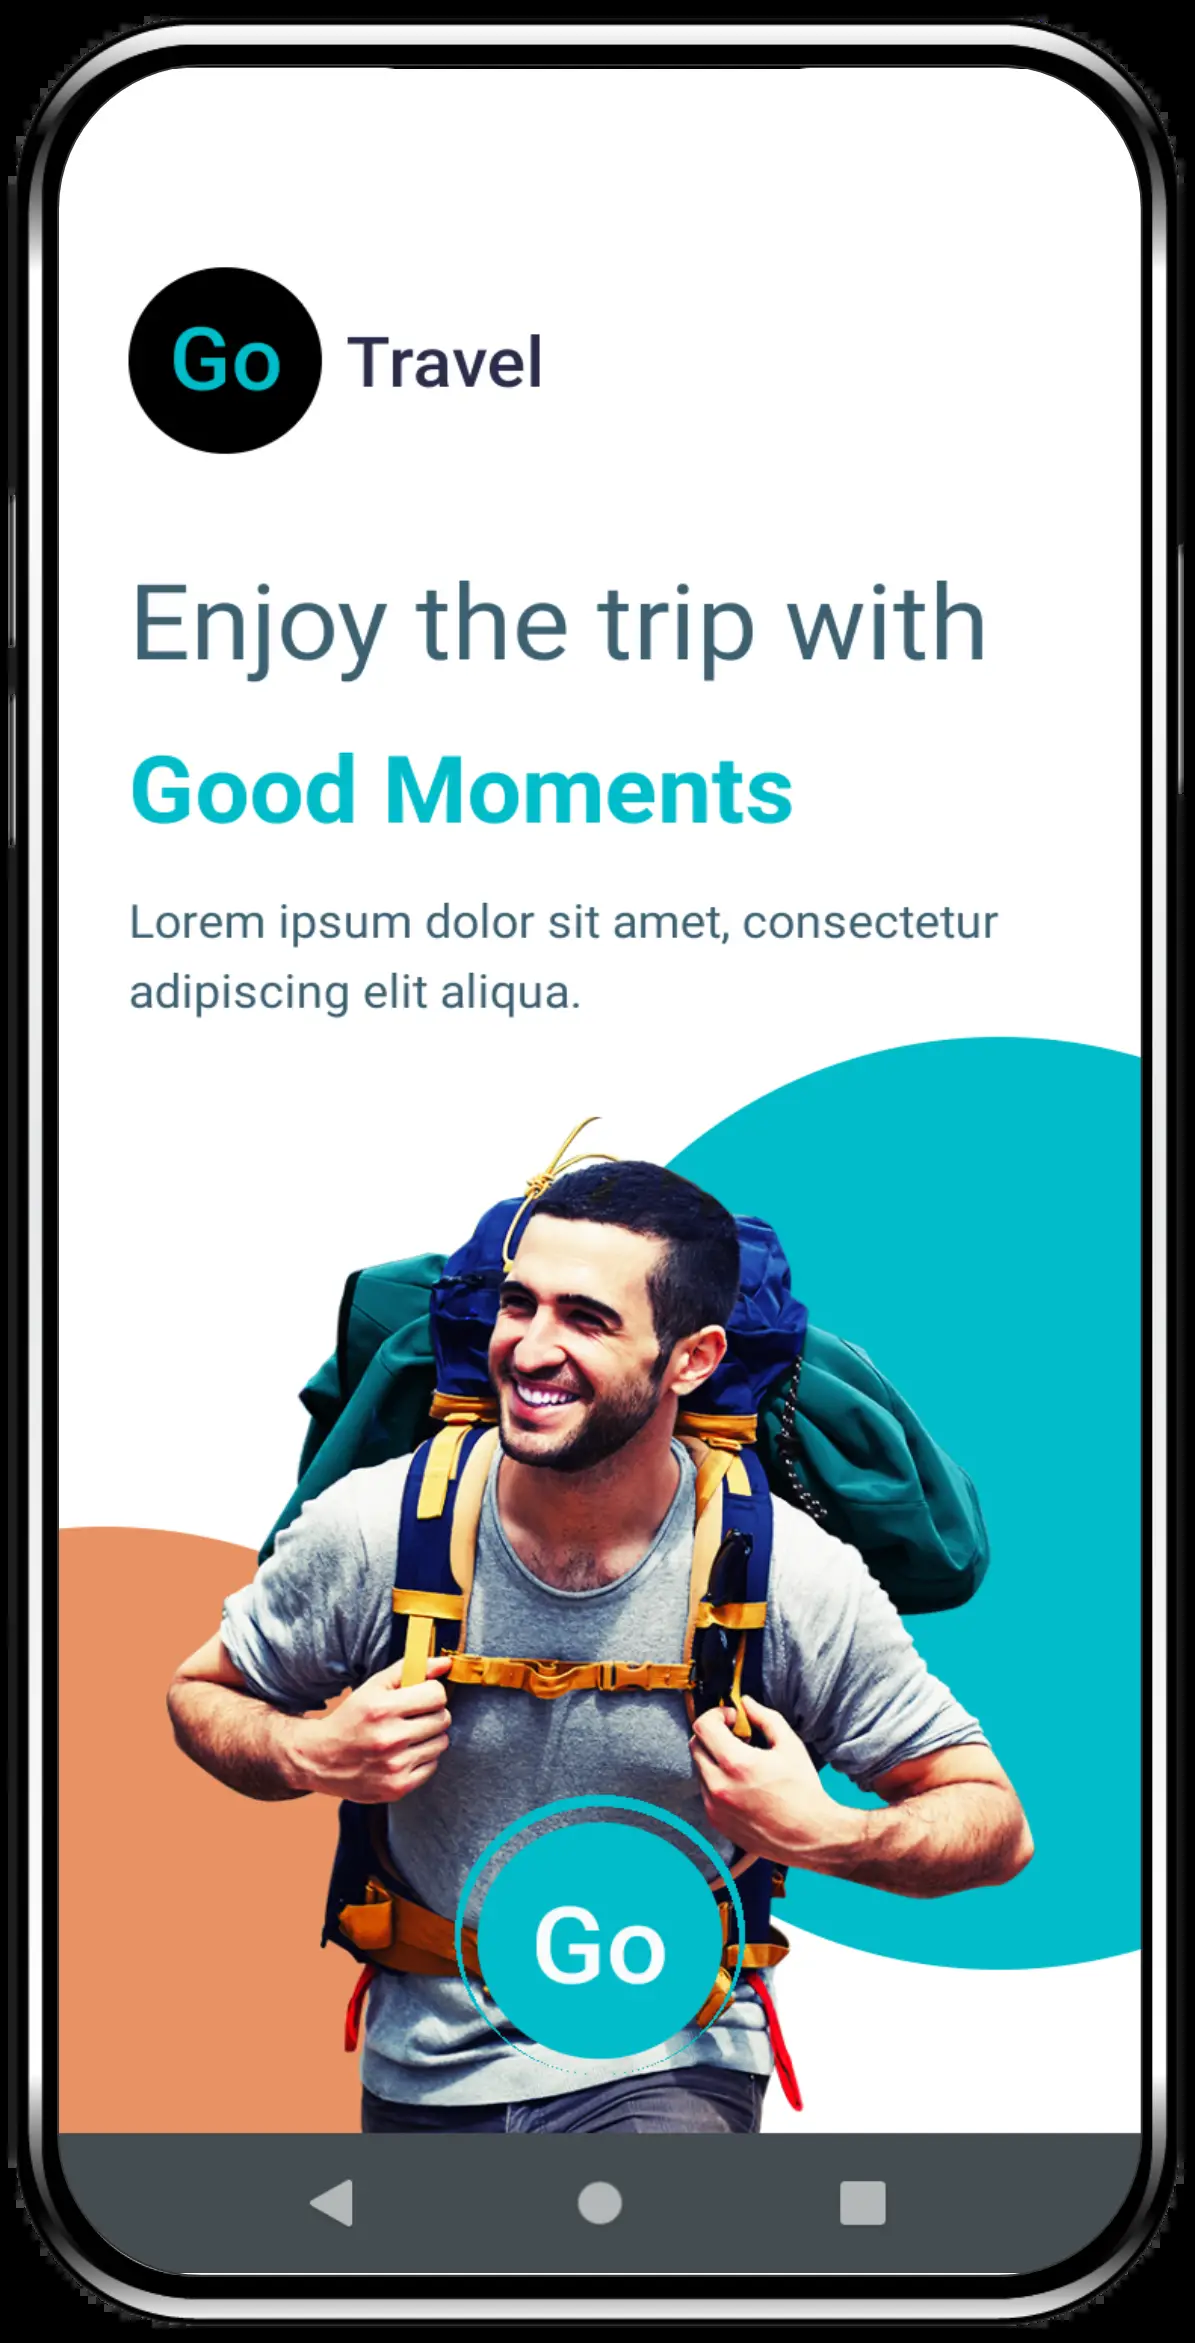 Go Travel
Enjoy the trip with
Good Moments
Lorem ipsum dolor sit amet, consectetur
adipiscing elit aliqua.
Go